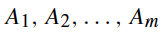 A₁, A₂, . . . , Aₘ